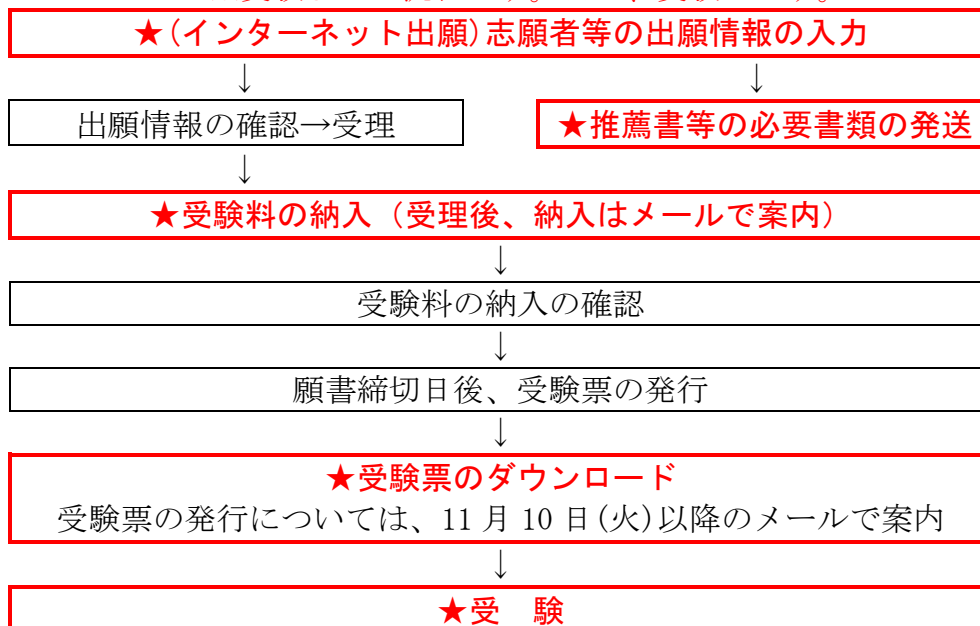 ★(インターネット出願)志願者等の出願情報の入力
↓ ↓
出願情報の確認→受理
★推薦書等の必要書類の発送
↓
★受験料の納入（受理後、納入はメールで案内）
↓
受験料の納入の確認
↓
願書締切日後、受験票の発行
↓
★受験票のダウンロード
受験票の発行については、11月10日(火)以降のメールで案内
↓
★受　験